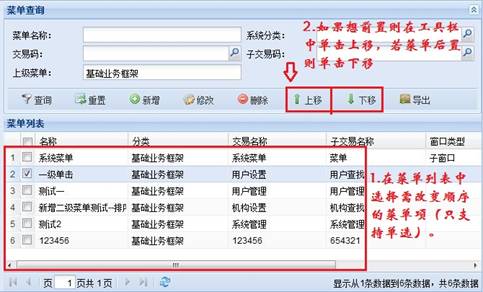 菜单查询
菜单名称:
系统分类:
交易码:
子交易码:
上级菜单: 基础业务框架
2.如果想前置则在工具栏
中单击上移，若菜单后置
则单击下移
查询 重置 新增 修改 删除 上移 下移 导出
菜单列表
名称 分类 交易名称 子交易名称 窗口类型
1 系统菜单 基础业务框架 系统菜单 菜单 子窗口
2 一级单击 基础业务框架 用户设置 用户查找
3 测试一 基础业务框架 用户管理 用户管理
4 新增二级菜单测试--排序 基础业务框架 机构设置 机构查找
5 测试2 基础业务框架 系统管理 系统管理
6 123456 基础业务框架 123456 654321
1.在菜单列表中
选择需改变顺序
的菜单项（只支
持单选）。
页 1 页共 1 页
显示从1条数据到6条数据，共6条数据